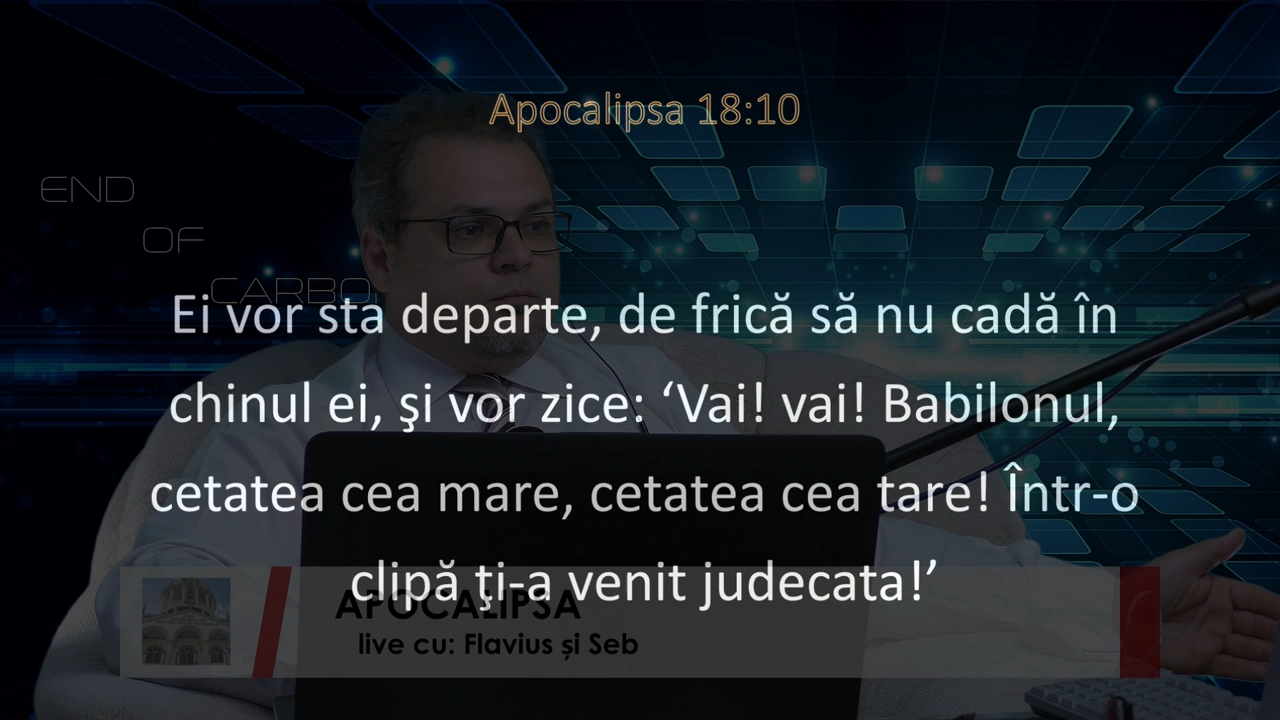 Apocalipsa 18:10
END
OF
CARBO
Ei vor sta departe, de frică să nu cadă în
chinul ei, şi vor zice: ‘Vai! vai! Babilonul,
cetatea cea mare, cetatea cea tare! Într-o
clipă ţi-a venit judecata!’
APOCALIPSA
live cu: Flavius și Seb